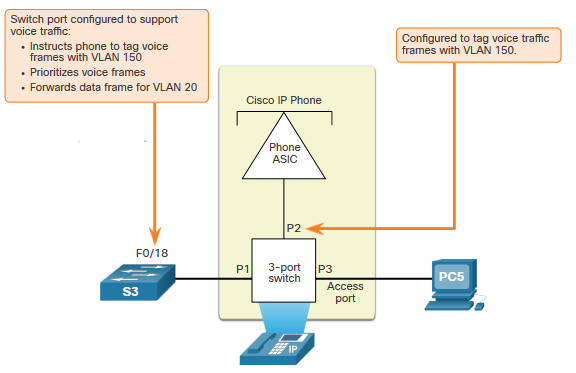 Switch port configured to support
voice traffic:
• Instructs phone to tag voice
frames with VLAN 150
• Prioritizes voice frames
• Forwards data frame for VLAN 20
Configured to tag voice traffic
frames with VLAN 150.
Cisco IP Phone
Phone
ASIC
P2
F0/18
P1
3-port
switch
P3
Access
port
S3
PC5
IP